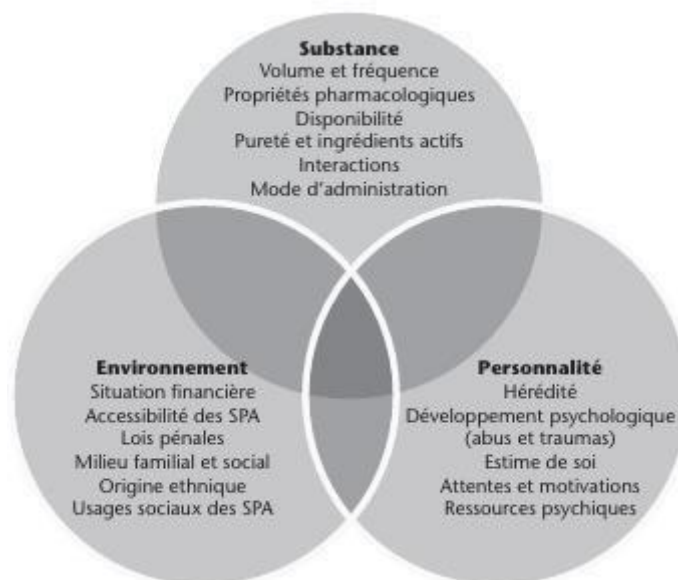 Substance
Volume et fréquence
Propriétés pharmacologiques
Disponibilité
Pureté et ingrédients actifs
Interactions
Mode d'administration
Environnement
Situation financière
Accessibilité des SPA
Lois pénales
Milieu familial et social
Origine ethnique
Usages sociaux des SPA
Personnalité
Hérédité
Développement psychologique
(abus et traumas)
Estime de soi
Attentes et motivations
Ressources psychiques